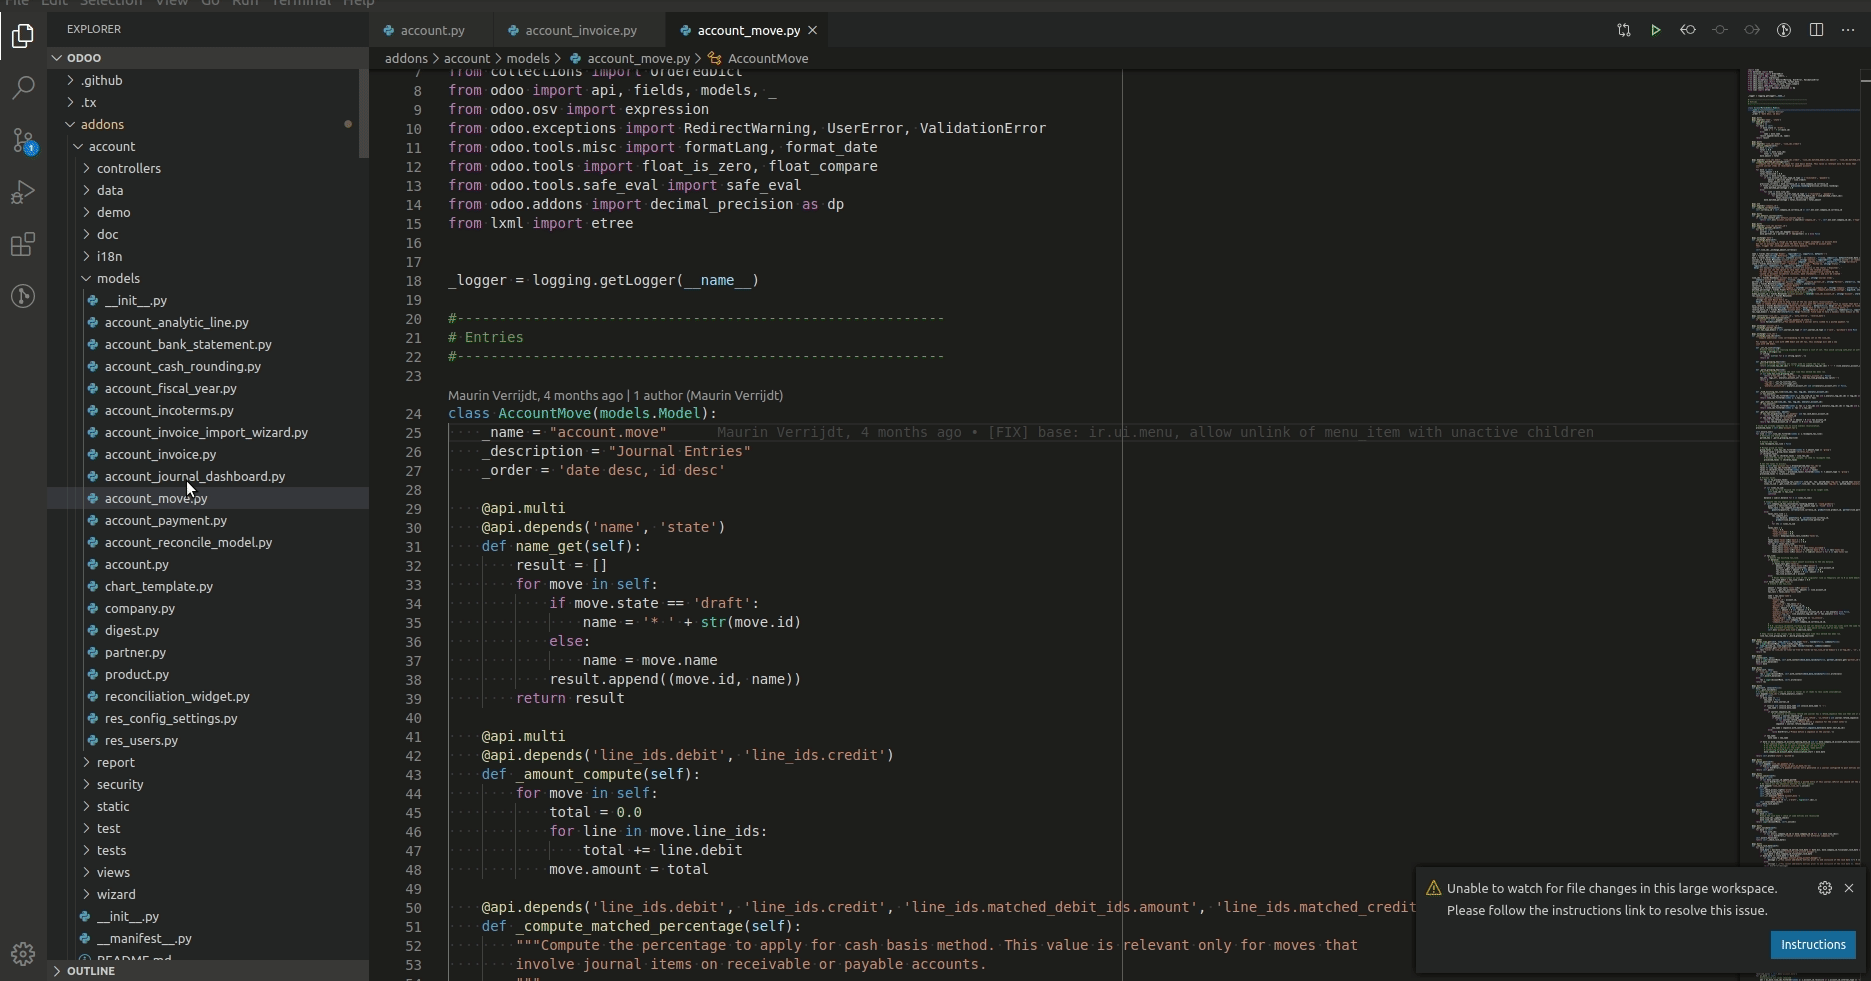 File Edit Selection View Go Run Terminal Help
EXPLORER
ODOO
.github
.tx
addons
account
controllers
data
demo
doc
i18n
models
__init__.py
account_analytic_line.py
account_bank_statement.py
account_cash_rounding.py
account_fiscal_year.py
account_incoterms.py
account_invoice_import_wizard.py
account_invoice.py
account_journal_dashboard.py
account_move.py
account_payment.py
account_reconcile_model.py
account.py
chart_template.py
company.py
digest.py
partner.py
product.py
reconciliation_widget.py
res_config_settings.py
res_users.py
report
security
static
test
tests
views
wizard
__init__.py
__manifest__.py
README.md
OUTLINE
1
account.py account_invoice.py account_move.py
addons > account > models > account_move.py > AccountMove
7 from collections import OrderedDict
8 from odoo import api, fields, models, _
9 from odoo.osv import expression
10 from odoo.exceptions import RedirectWarning, UserError, ValidationError
11 from odoo.tools.misc import formatLang, format_date
12 from odoo.tools import float_is_zero, float_compare
13 from odoo.tools.safe_eval import safe_eval
14 from odoo.addons import decimal_precision as dp
15 from lxml import etree
16
17
18 _logger = logging.getLogger(__name__)
19
20 #----------------------------------------------------------
21 # Entries
22 #----------------------------------------------------------
23
Maurin Verrijdt, 4 months ago | 1 author (Maurin Verrijdt)
24 class AccountMove(models.Model):
25 _name = "account.move" Maurin Verrijdt, 4 months ago • [FIX] base: ir.ui.menu, allow unlink of menu_item with unactive children
26 _description = "Journal Entries"
27 _order = 'date desc, id desc'
28
29 @api.multi
30 @api.depends('name', 'state')
31 def name_get(self):
32 result = []
33 for move in self:
34 if move.state == 'draft':
35 name = '* ' + str(move.id)
36 else:
37 name = move.name
38 result.append((move.id, name))
39 return result
40
41 @api.multi
42 @api.depends('line_ids.debit', 'line_ids.credit')
43 def _amount_compute(self):
44 for move in self:
45 total = 0.0
46 for line in move.line_ids:
47 total += line.debit
48 move.amount = total
49
50 @api.depends('line_ids.debit', 'line_ids.credit', 'line_ids.matched_debit_ids.amount', 'line_ids.matched_credit
51 def _compute_matched_percentage(self):
52 """Compute the percentage to apply for cash basis method. This value is relevant only for moves that
53 involve journal items on receivable or payable accounts.
54 """
Unable to watch for file changes in this large workspace.
Please follow the instructions link to resolve this issue.
Instructions